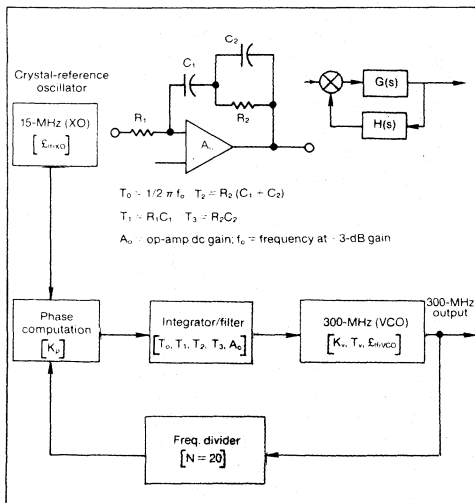 C₂
C₁
G(s)
H(s)
Crystal-reference
oscillator
15-MHz (XO)
[£(f)XO]
R₁
R₂
A₀
T₀ = 1/2 π f₀ T₂ = R₂ (C₁ + C₂)
T₁ = R₁C₁ T₃ = R₂C₂
A₀ = op-amp dc gain; f₀ = frequency at - 3-dB gain
300-MHz
output
Phase
computation
[Kₚ]
Integrator/filter
[T₀, T₁, T₂, T₃, A₀]
300-MHz (VCO)
[Kᵥ, Tᵥ, £(f)VCO]
Freq. divider
[N = 20]